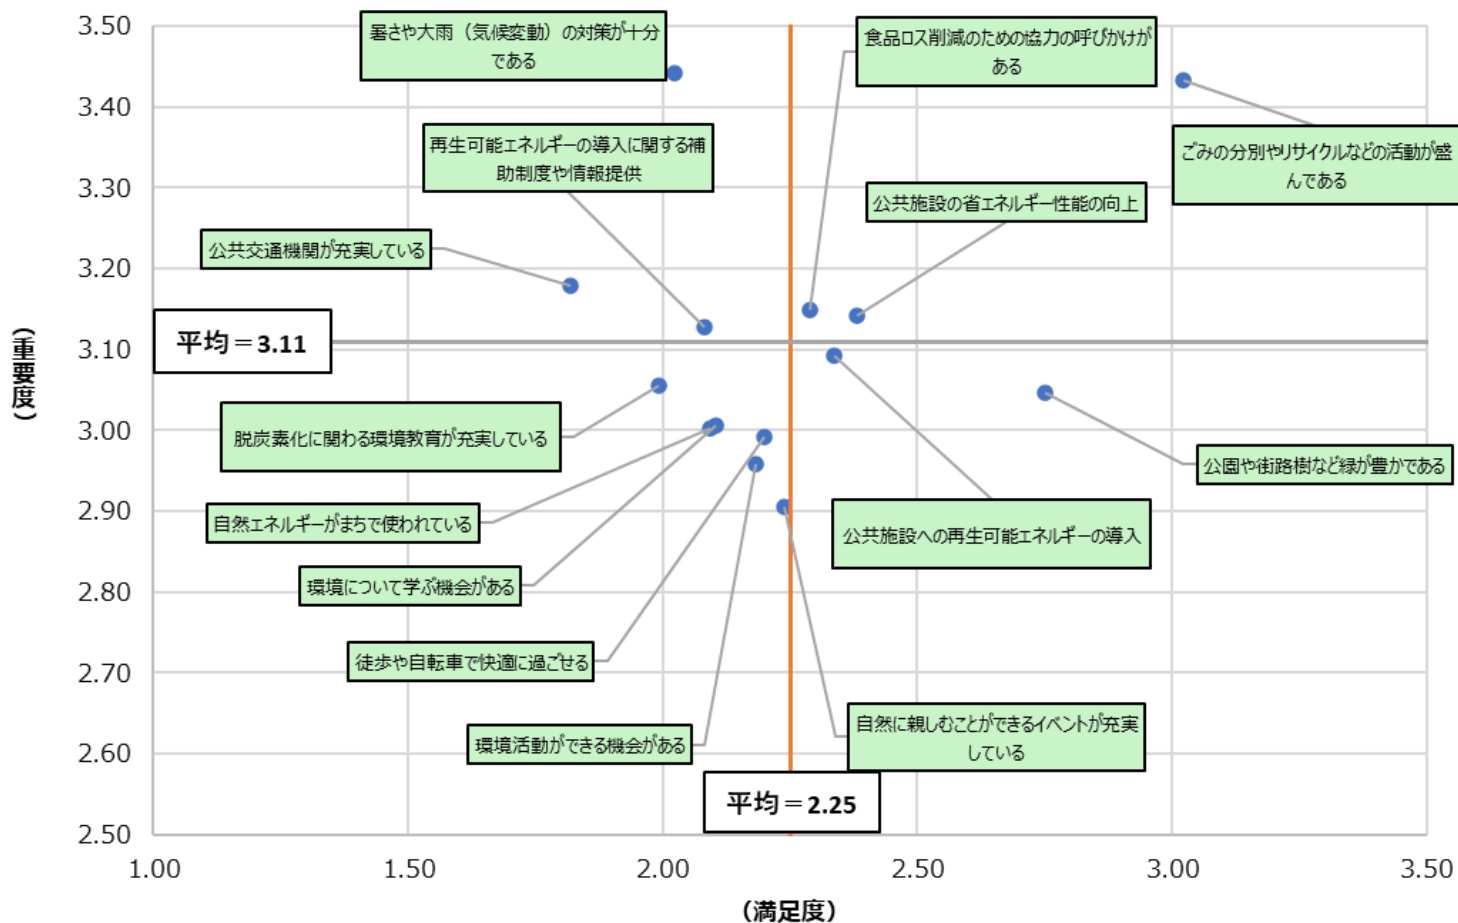 3.50
3.40
3.30
3.20
3.10
3.00
2.90
2.80
2.70
2.60
2.50
(重要度)
暑さや大雨（気候変動）の対策が十分
である
食品ロス削減のための協力の呼びかけが
ある
再生可能エネルギーの導入に関する補
助制度や情報提供
ごみの分別やリサイクルなどの活動が盛
んである
公共施設の省エネルギー性能の向上
公共交通機関が充実している
平均＝3.11
脱炭素化に関わる環境教育が充実している
公園や街路樹など緑が豊かである
自然エネルギーがまちで使われている
公共施設への再生可能エネルギーの導入
環境について学ぶ機会がある
徒歩や自転車で快適に過ごせる
環境活動ができる機会がある
自然に親しむことができるイベントが充実
している
平均＝2.25
1.00
1.50
2.00
2.50
3.00
3.50
(満足度)